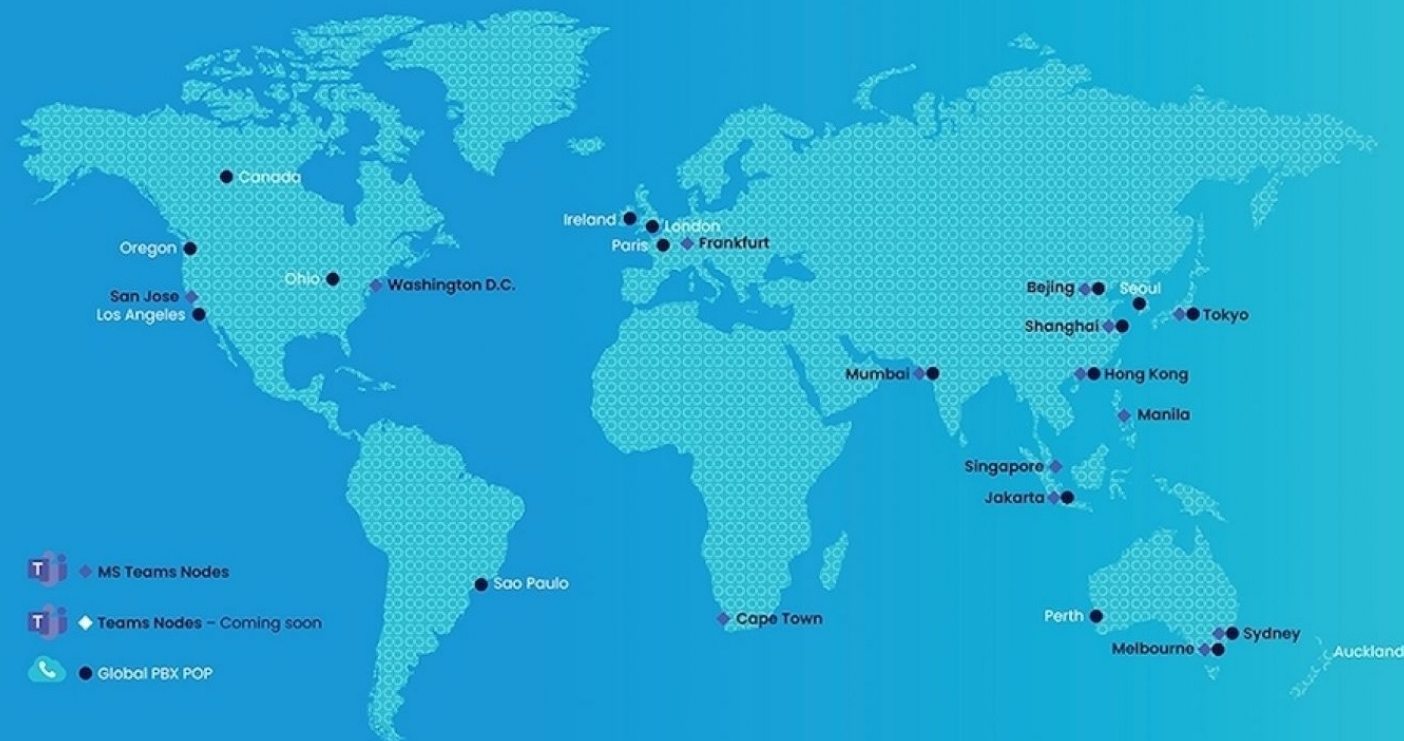 Canada
Ireland
London
Paris
Frankfurt
Oregon
Ohio
Washington D.C.
San Jose
Los Angeles
Bejing
Seoul
Shanghai
Tokyo
Mumbai
Hong Kong
Manila
Singapore
Jakarta
T MS Teams Nodes
Sao Paulo
T Teams Nodes – Coming soon
Cape Town
Perth
Sydney
Melbourne
Auckland
Global PBX POP